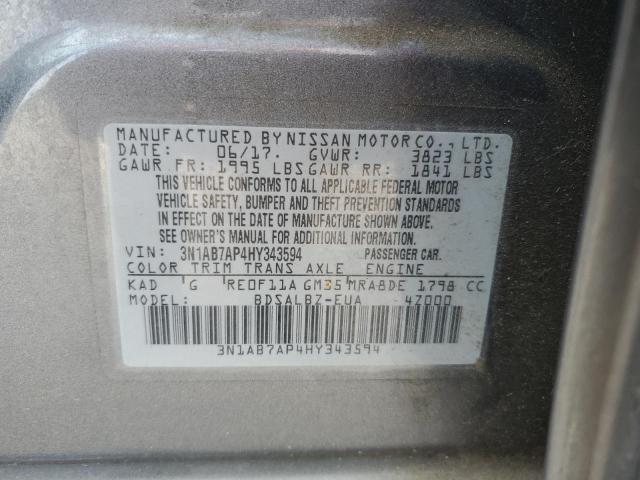 MANUFACTURED BY NISSAN MOTOR CO., LTD.
DATE: 06/17. GVWR: 3823 LBS
GAWR FR: 1995 LBS GAWR RR: 1841 LBS
THIS VEHICLE CONFORMS TO ALL APPLICABLE FEDERAL MOTOR
VEHICLE SAFETY, BUMPER AND THEFT PREVENTION STANDARDS
IN EFFECT ON THE DATE OF MANUFACTURE SHOWN ABOVE.
SEE OWNER'S MANUAL FOR ADDITIONAL INFORMATION.
VIN: 3N1AB7AP4HY343594 PASSENGER CAR.
COLOR TRIM TRANS AXLE ENGINE
KAD G RE0F11A GM35 MRA8DE 1798 CC
MODEL: BDSALBZ-EUA 4Z000
3N1AB7AP4HY343594